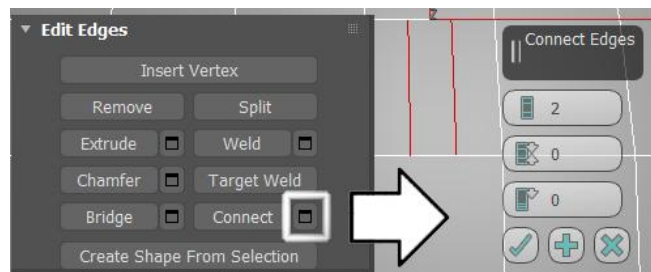 Edit Edges
Insert Vertex
Remove Split
Extrude Weld
Chamfer Target Weld
Bridge Connect
Create Shape From Selection
z
Connect Edges
2
0
0